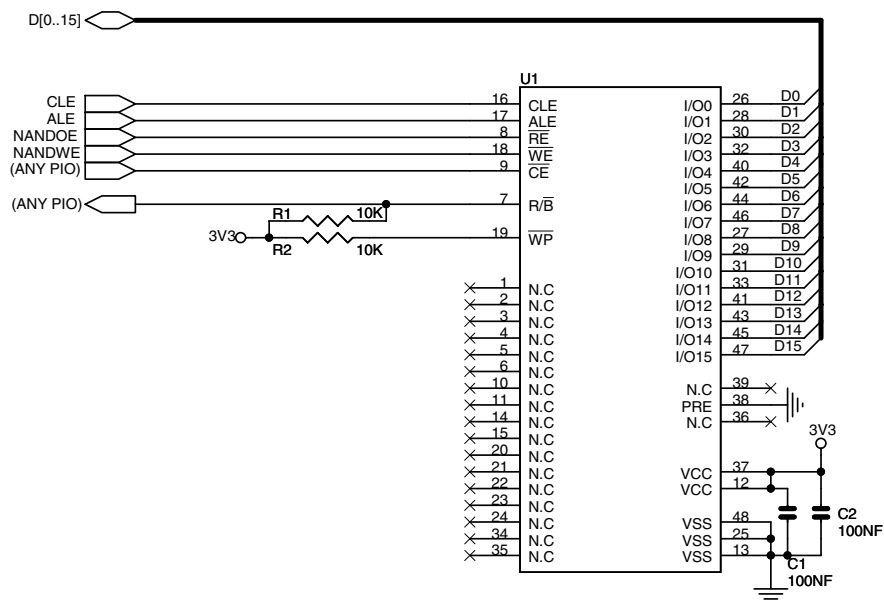 D[0..15]
U1
CLE 16 CLE I/O0 26 D0
ALE 17 ALE I/O1 28 D1
NANDOE 8 RE I/O2 30 D2
NANDWE 18 WE I/O3 32 D3
(ANY PIO) 9 CE I/O4 40 D4
I/O5 42 D5
(ANY PIO) 7 R/B I/O6 44 D6
R1 10K I/O7 46 D7
3V3 19 WP I/O8 27 D8
R2 10K I/O9 29 D9
I/O10 31 D10
1 N.C I/O11 33 D11
2 N.C I/O12 41 D12
3 N.C I/O13 43 D13
4 N.C I/O14 45 D14
5 N.C I/O15 47 D15
6 N.C
10 N.C N.C 39
11 N.C PRE 38
14 N.C N.C 36
15 N.C 3V3
20 N.C
21 N.C VCC 37
22 N.C VCC 12
23 N.C C2
24 N.C VSS 48 100NF
34 N.C VSS 25
35 N.C VSS 13
C1
100NF